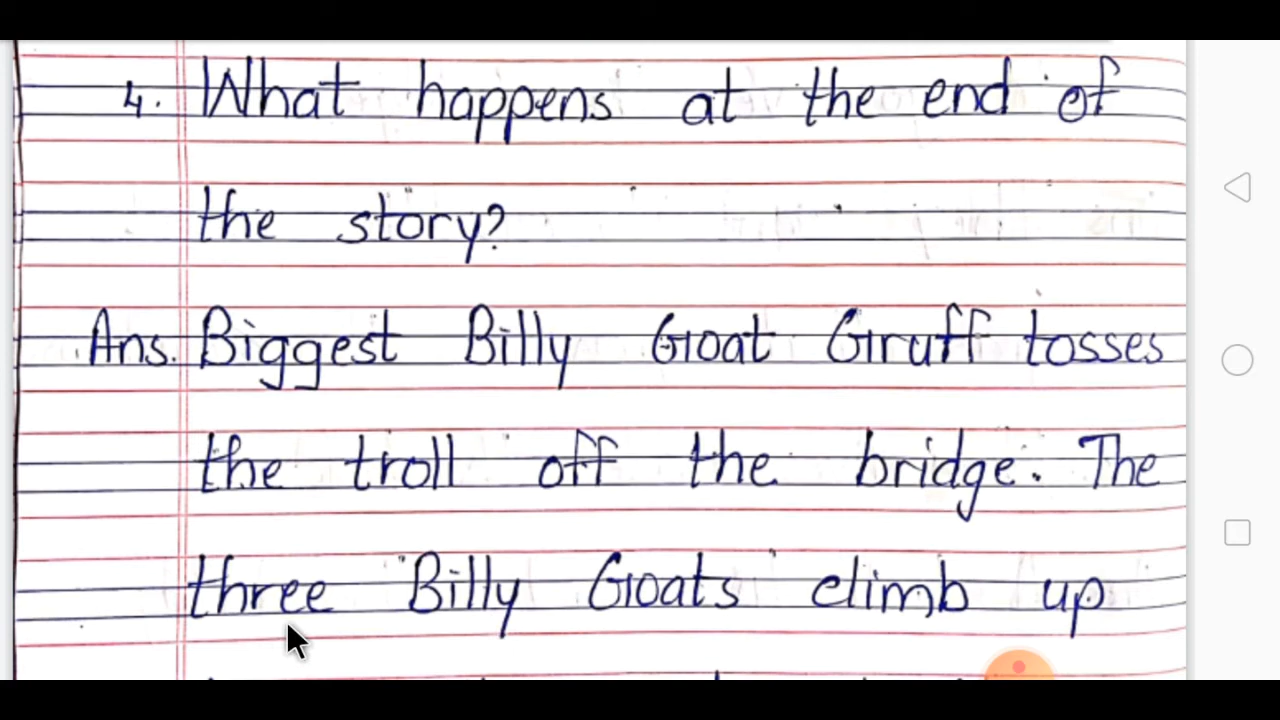 4. What happens at the end of
the story?
Ans. Biggest Billy Goat Gruff tosses
the troll off the bridge. The
three Billy Goats climb up